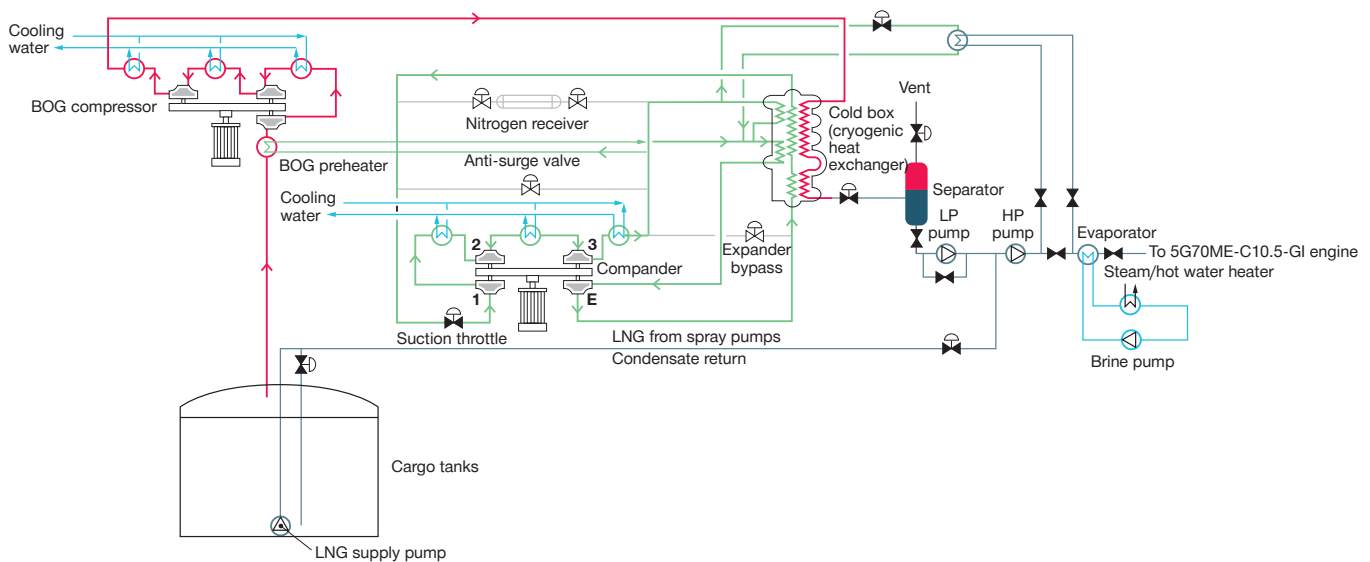 Cooling
water
BOG compressor
Nitrogen receiver
BOG preheater
Anti-surge valve
Cooling
water
2
3
Compander
1
E
Suction throttle
Expander
bypass
Cold box
(cryogenic
heat
exchanger)
Vent
Separator
LP
pump
HP
pump
Evaporator
To 5G70ME-C10.5-GI engine
Steam/hot water heater
Brine pump
LNG from spray pumps
Condensate return
Cargo tanks
LNG supply pump